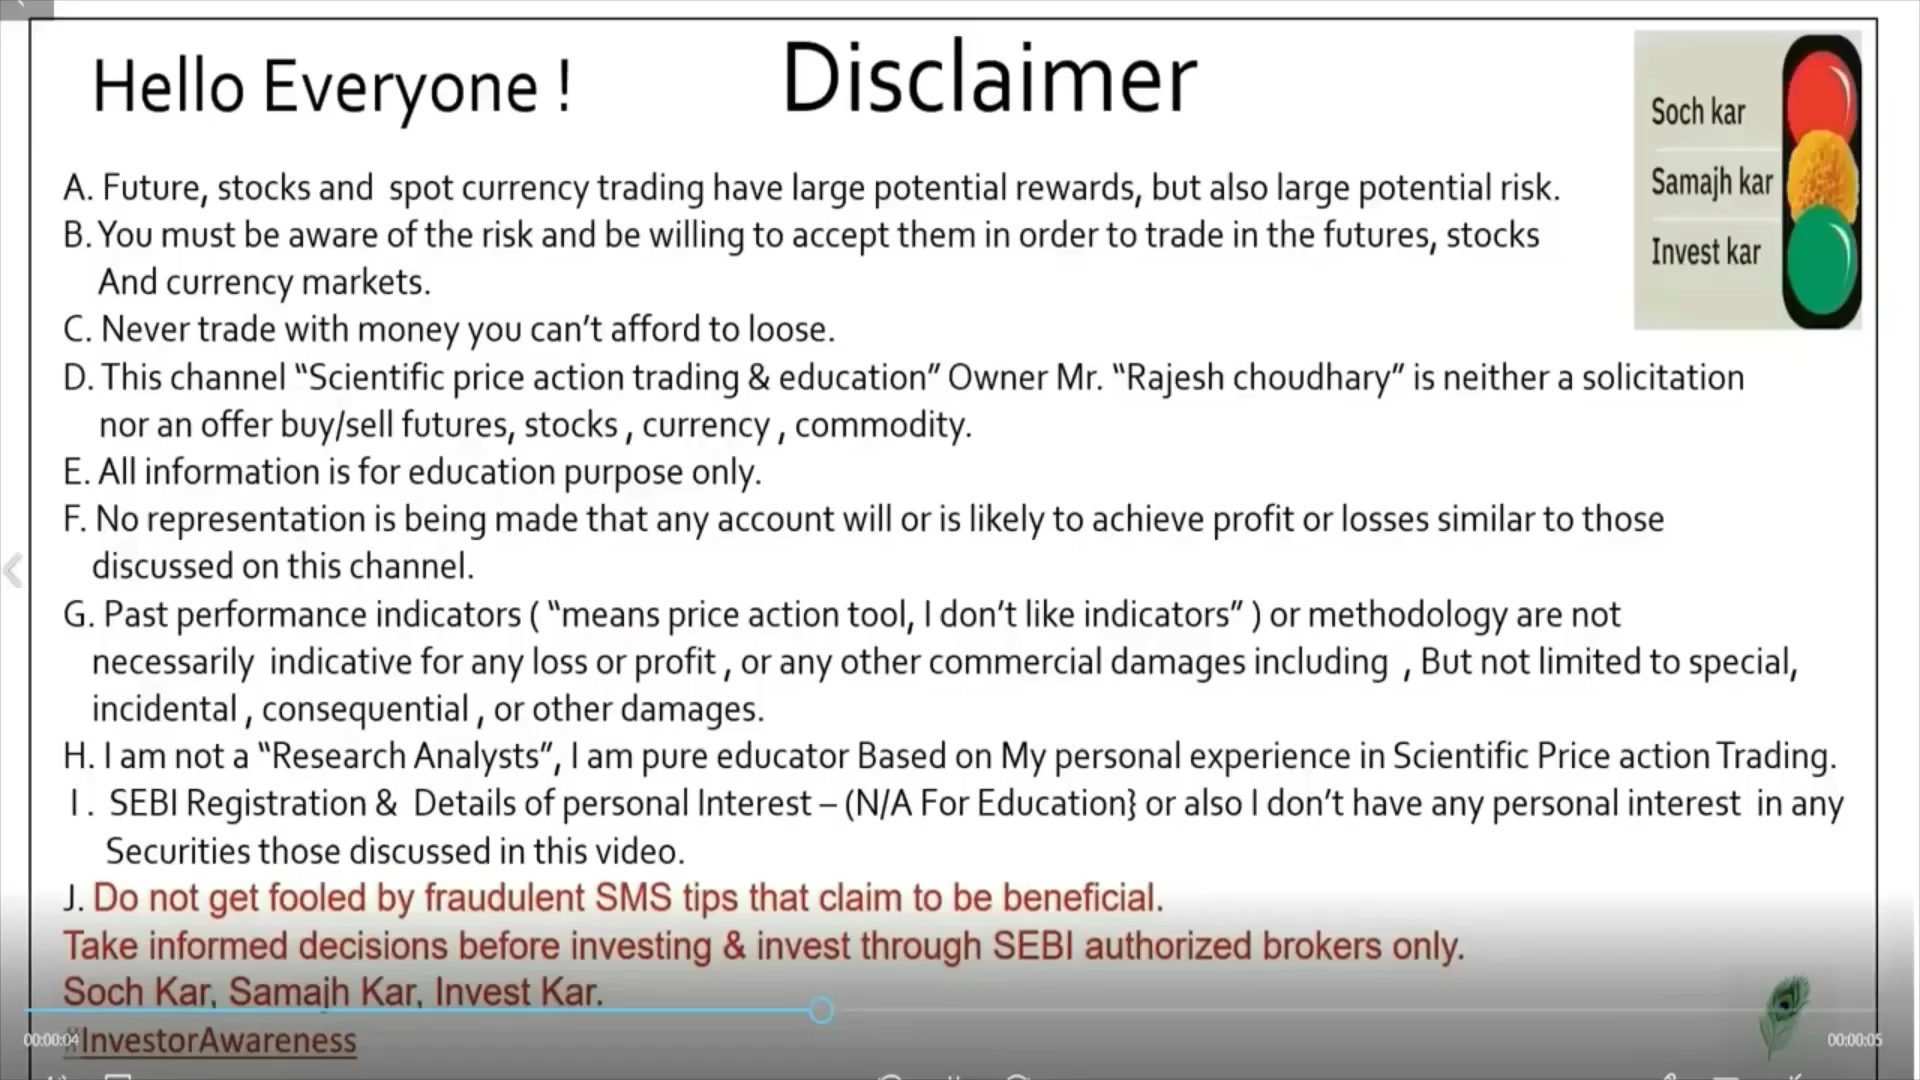 Hello Everyone !
Disclaimer
Soch kar
Samajh kar
Invest kar
A. Future, stocks and spot currency trading have large potential rewards, but also large potential risk.
B. You must be aware of the risk and be willing to accept them in order to trade in the futures, stocks
And currency markets.
C. Never trade with money you can't afford to loose.
D. This channel “Scientific price action trading & education” Owner Mr. “Rajesh choudhary” is neither a solicitation
nor an offer buy/sell futures, stocks , currency , commodity.
E. All information is for education purpose only.
F. No representation is being made that any account will or is likely to achieve profit or losses similar to those
discussed on this channel.
G. Past performance indicators ( “means price action tool, I don't like indicators” ) or methodology are not
necessarily indicative for any loss or profit , or any other commercial damages including , But not limited to special,
incidental , consequential , or other damages.
H. I am not a “Research Analysts”, I am pure educator Based on My personal experience in Scientific Price action Trading.
I . SEBI Registration & Details of personal Interest – (N/A For Education} or also I don't have any personal interest in any
Securities those discussed in this video.
J. Do not get fooled by fraudulent SMS tips that claim to be beneficial.
Take informed decisions before investing & invest through SEBI authorized brokers only.
Soch Kar, Samajh Kar, Invest Kar.
#InvestorAwareness
00:00:04
00:00:05